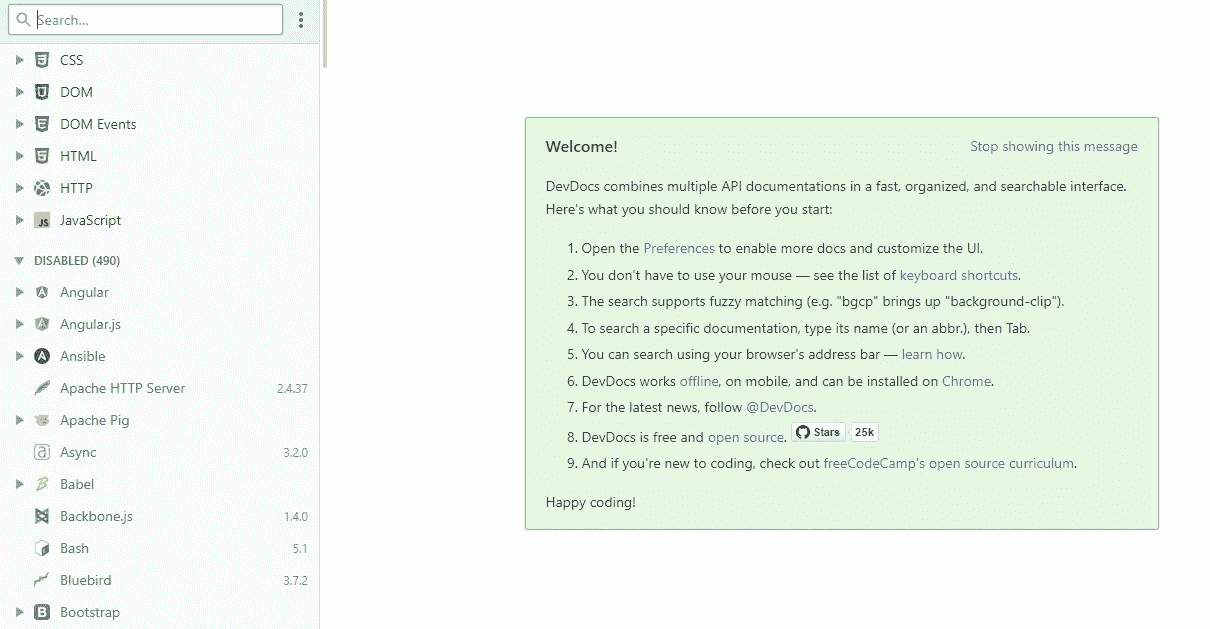 Search...
CSS
DOM
DOM Events
HTML
HTTP
JS JavaScript
DISABLED (490)
Angular
Angular.js
Ansible
Apache HTTP Server 2.4.37
Apache Pig
Async 3.2.0
Babel
Backbone.js 1.4.0
Bash 5.1
Bluebird 3.7.2
B Bootstrap
Welcome! Stop showing this message
DevDocs combines multiple API documentations in a fast, organized, and searchable interface.
Here's what you should know before you start:
1. Open the Preferences to enable more docs and customize the UI.
2. You don't have to use your mouse — see the list of keyboard shortcuts.
3. The search supports fuzzy matching (e.g. "bgcp" brings up "background-clip").
4. To search a specific documentation, type its name (or an abbr.), then Tab.
5. You can search using your browser's address bar — learn how.
6. DevDocs works offline, on mobile, and can be installed on Chrome.
7. For the latest news, follow @DevDocs.
8. DevDocs is free and open source. Stars 25k
9. And if you're new to coding, check out freeCodeCamp's open source curriculum.
Happy coding!